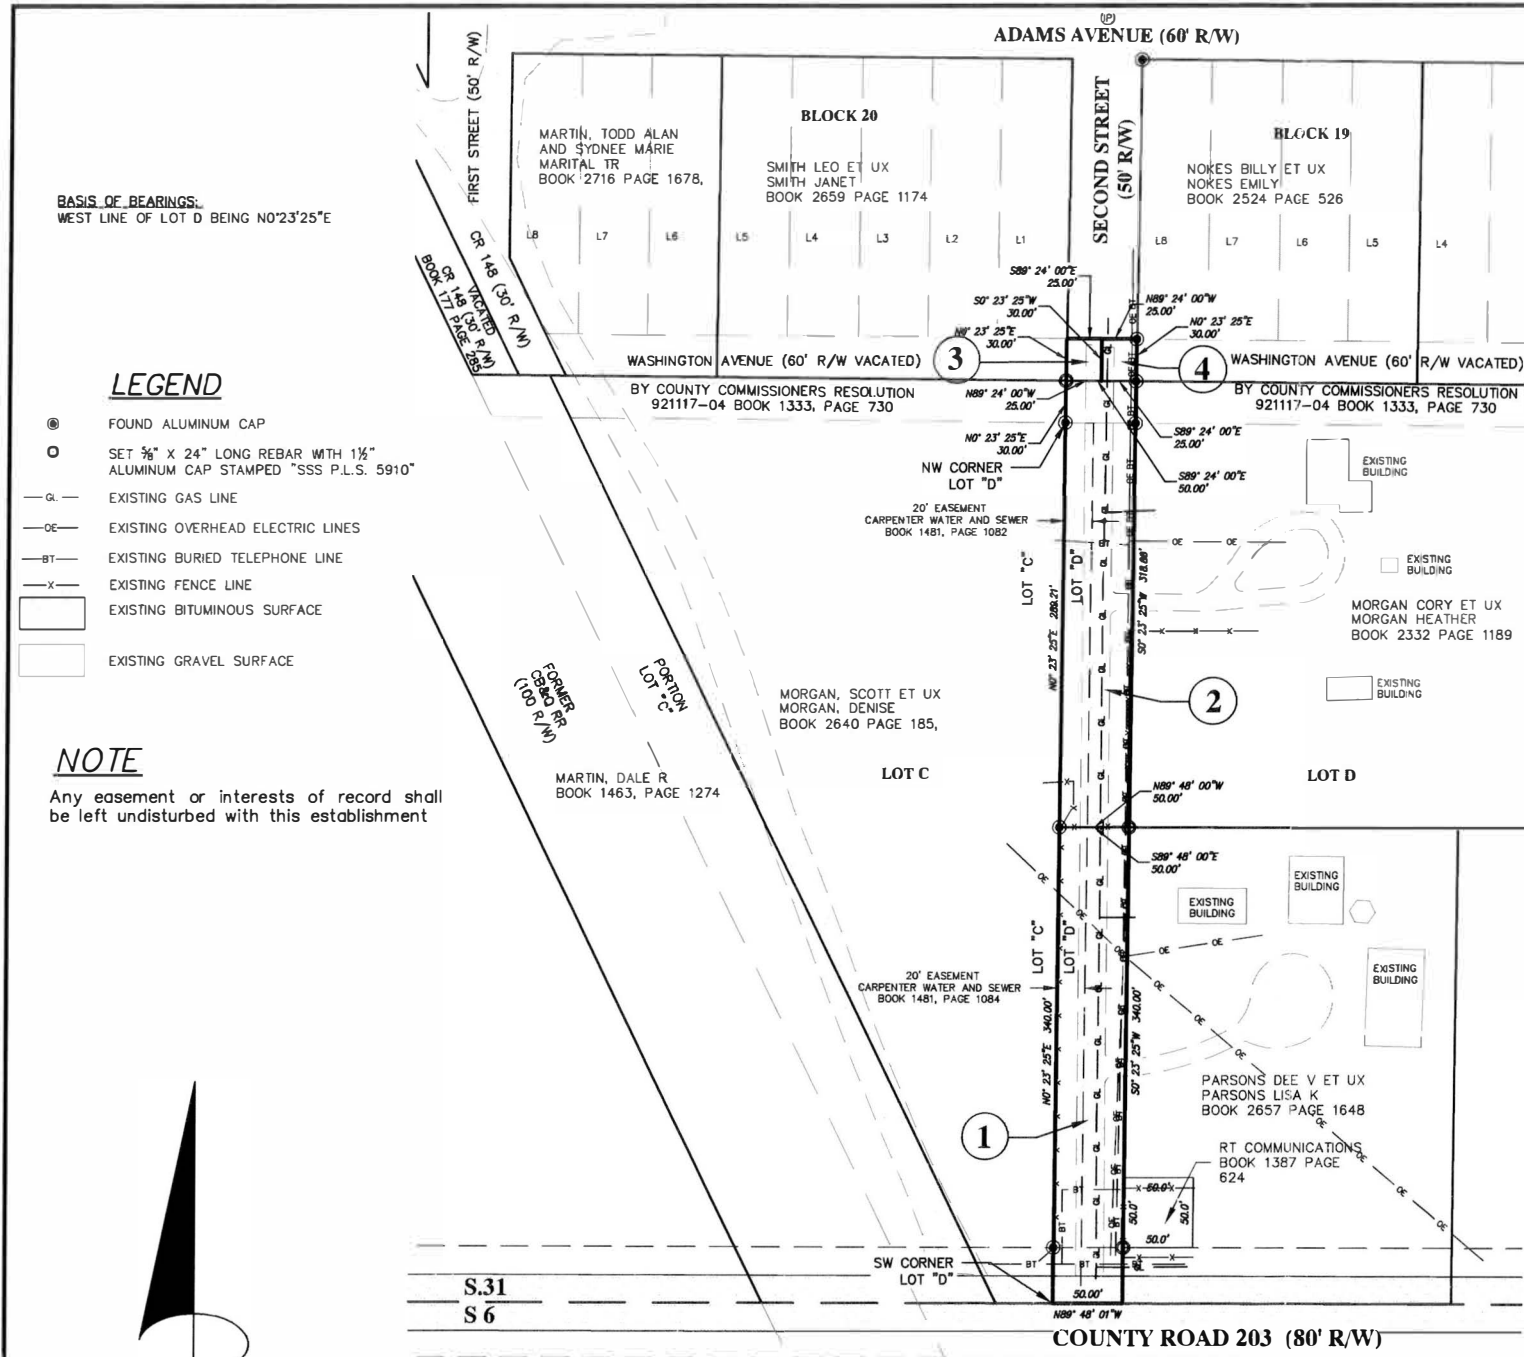 (IP)
ADAMS AVENUE (60' R/W)
FIRST STREET (50' R/W)
SECOND STREET
(50' R/W)
BLOCK 20
BLOCK 19
MARTIN, TODD ALAN
AND SYDNEE MARIE
MARITAL TR
BOOK 2716 PAGE 1678,
SMITH LEO ET UX
SMITH JANET
BOOK 2659 PAGE 1174
NOKES BILLY ET UX
NOKES EMILY
BOOK 2524 PAGE 526
BASIS OF BEARINGS:
WEST LINE OF LOT D BEING N0°23'25"E
L8
L7
L6
L5
L4
L3
L2
L1
L8
L7
L6
L5
L4
CR 148 (30' R/W)
VACATED
CR 148 (30' R/W)
BOOK 177 PAGE 285
S89° 24' 00"E
25.00'
S0° 23' 25"W
30.00'
N0° 23' 25"E
30.00'
N89° 24' 00"W
25.00'
N0° 23' 25"E
30.00'
WASHINGTON AVENUE (60' R/W VACATED)
3
4
WASHINGTON AVENUE (60' R/W VACATED)
BY COUNTY COMMISSIONERS RESOLUTION
921117-04 BOOK 1333, PAGE 730
BY COUNTY COMMISSIONERS RESOLUTION
921117-04 BOOK 1333, PAGE 730
N89° 24' 00"W
25.00'
N0° 23' 25"E
30.00'
S89° 24' 00"E
25.00'
S89° 24' 00"E
50.00'
NW CORNER
LOT "D"
LEGEND
FOUND ALUMINUM CAP
SET ⅝" X 24" LONG REBAR WITH 1½"
ALUMINUM CAP STAMPED "SSS P.L.S. 5910"
GL EXISTING GAS LINE
OE EXISTING OVERHEAD ELECTRIC LINES
BT EXISTING BURIED TELEPHONE LINE
X EXISTING FENCE LINE
EXISTING BITUMINOUS SURFACE
EXISTING GRAVEL SURFACE
NOTE
Any easement or interests of record shall
be left undisturbed with this establishment
20' EASEMENT
CARPENTER WATER AND SEWER
BOOK 1481, PAGE 1082
LOT "C"
LOT "D"
N0° 23' 25"E 289.21'
S0° 23' 25"W 318.88'
EXISTING
BUILDING
EXISTING
BUILDING
MORGAN CORY ET UX
MORGAN HEATHER
BOOK 2332 PAGE 1189
EXISTING
BUILDING
2
FORMER
CB&Q RR
(100 R/W)
PORTION
LOT "C"
MORGAN, SCOTT ET UX
MORGAN, DENISE
BOOK 2640 PAGE 185,
MARTIN, DALE R
BOOK 1463, PAGE 1274
LOT C
LOT D
N89° 48' 00"W
50.00'
S89° 48' 00"E
50.00'
EXISTING
BUILDING
EXISTING
BUILDING
EXISTING
BUILDING
LOT "C"
LOT "D"
20' EASEMENT
CARPENTER WATER AND SEWER
BOOK 1481, PAGE 1084
N0° 23' 25"E 340.00'
S0° 23' 25"W 340.00'
1
PARSONS DEE V ET UX
PARSONS LISA K
BOOK 2657 PAGE 1648
RT COMMUNICATIONS
BOOK 1387 PAGE
624
50.0'
50.0'
50.0'
50.0'
SW CORNER
LOT "D"
50.00'
N89° 48' 01"W
S.31
S 6
COUNTY ROAD 203 (80' R/W)